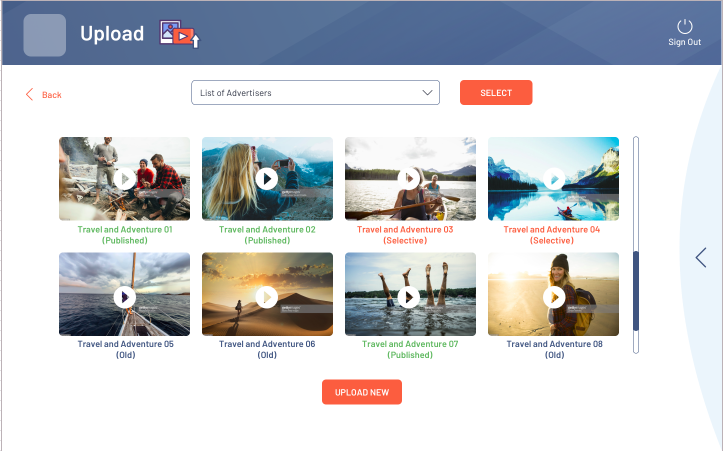 Upload
Sign Out
Back
List of Advertisers
SELECT
Travel and Adventure 01
(Published)
Travel and Adventure 02
(Published)
Travel and Adventure 03
(Selective)
Travel and Adventure 04
(Selective)
Travel and Adventure 05
(Old)
Travel and Adventure 06
(Old)
Travel and Adventure 07
(Published)
Travel and Adventure 08
(Old)
UPLOAD NEW